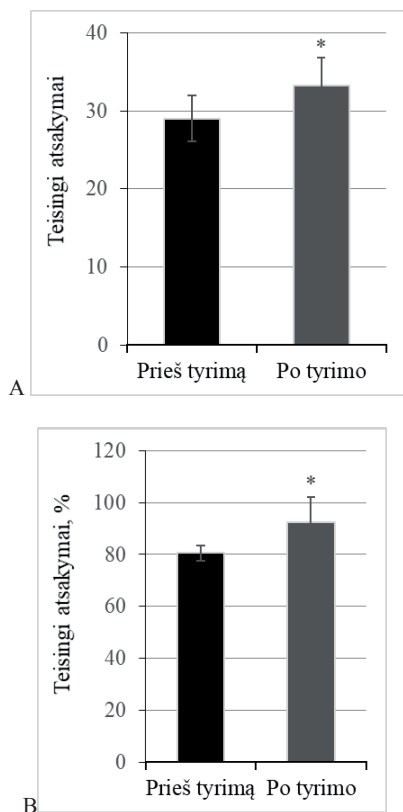 40
30
20
10
0
Teisingi atsakymai
*
Prieš tyrimą Po tyrimo
A
120
100
80
60
40
20
0
Teisingi atsakymai, %
*
Prieš tyrimą Po tyrimo
B